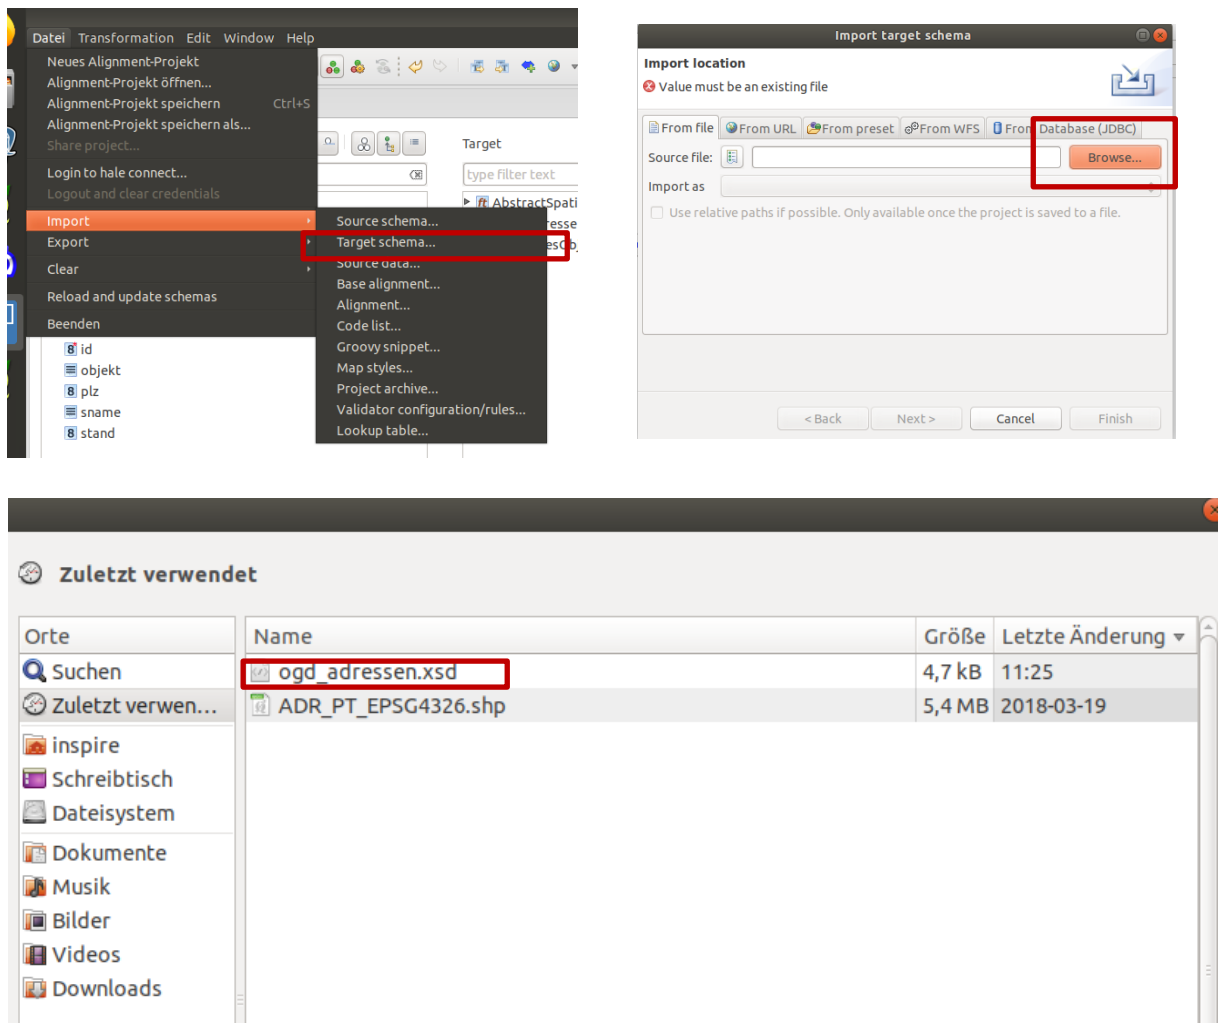 Datei Transformation Edit Window Help
Neues Alignment-Projekt
Alignment-Projekt öffnen...
Alignment-Projekt speichern Ctrl+S
Alignment-Projekt speichern als...
Share project...
Login to hale connect...
Logout and clear credentials
Import
Export
Clear
Reload and update schemas
Beenden
id
objekt
plz
sname
stand
Source schema...
Target schema...
Source data...
Base alignment...
Alignment...
Code list...
Groovy snippet...
Map styles...
Project archive...
Validator configuration/rules...
Lookup table...
Target
type filter text
AbstractSpati
resse
Import target schema
Import location
Value must be an existing file
From file From URL From preset From WFS From Database (JDBC)
Source file: Browse...
Import as
Use relative paths if possible. Only available once the project is saved to a file.
< Back Next > Cancel Finish
Zuletzt verwendet
Orte Name Größe Letzte Änderung
Suchen ogd_adressen.xsd 4,7 kB 11:25
Zuletzt verwen... ADR_PT_EPSG4326.shp 5,4 MB 2018-03-19
inspire
Schreibtisch
Dateisystem
Dokumente
Musik
Bilder
Videos
Downloads